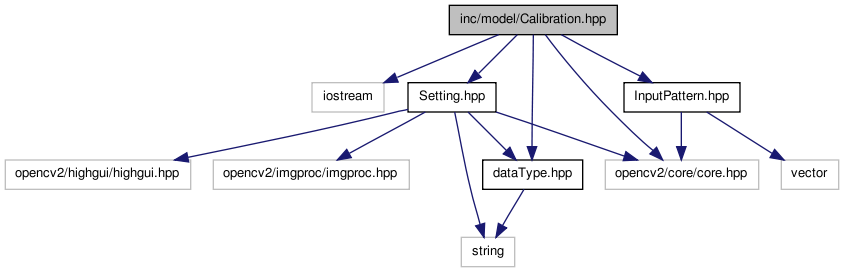 inc/model/Calibration.hpp
iostream
Setting.hpp
InputPattern.hpp
opencv2/highgui/highgui.hpp
opencv2/imgproc/imgproc.hpp
dataType.hpp
opencv2/core/core.hpp
vector
string